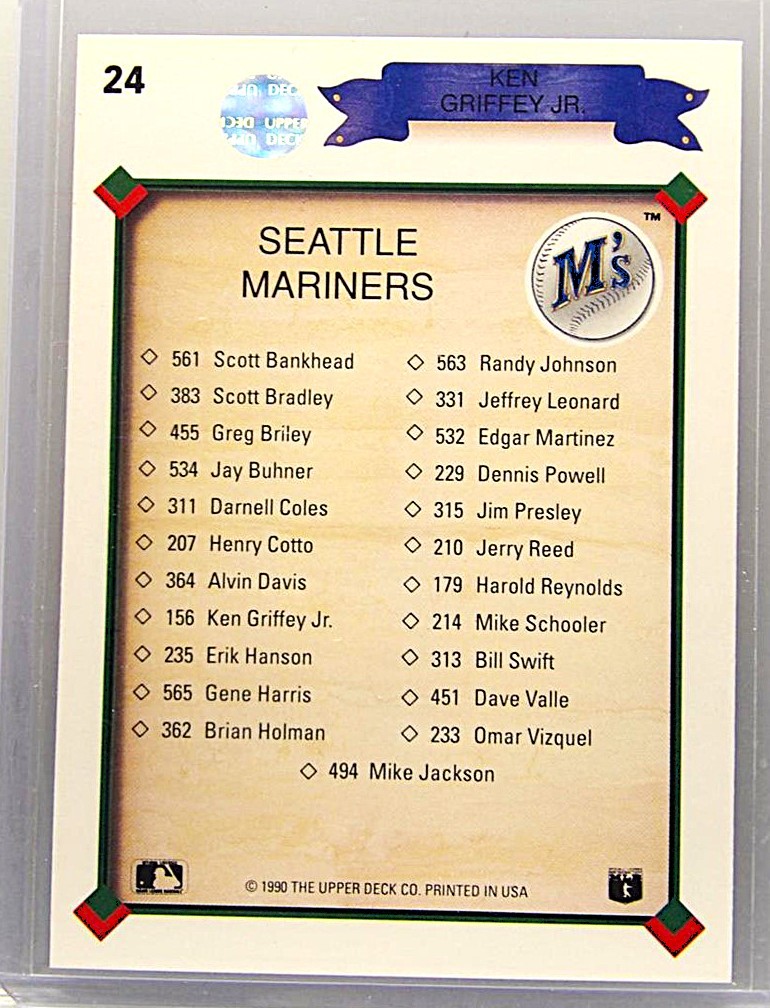 24
KEN
GRIFFEY JR.
DEC
UPPER
DEC
SEATTLE
MARINERS
M's
TM
561 Scott Bankhead
383 Scott Bradley
455 Greg Briley
534 Jay Buhner
311 Darnell Coles
207 Henry Cotto
364 Alvin Davis
156 Ken Griffey Jr.
235 Erik Hanson
565 Gene Harris
362 Brian Holman
563 Randy Johnson
331 Jeffrey Leonard
532 Edgar Martinez
229 Dennis Powell
315 Jim Presley
210 Jerry Reed
179 Harold Reynolds
214 Mike Schooler
313 Bill Swift
451 Dave Valle
233 Omar Vizquel
494 Mike Jackson
© 1990 THE UPPER DECK CO. PRINTED IN USA